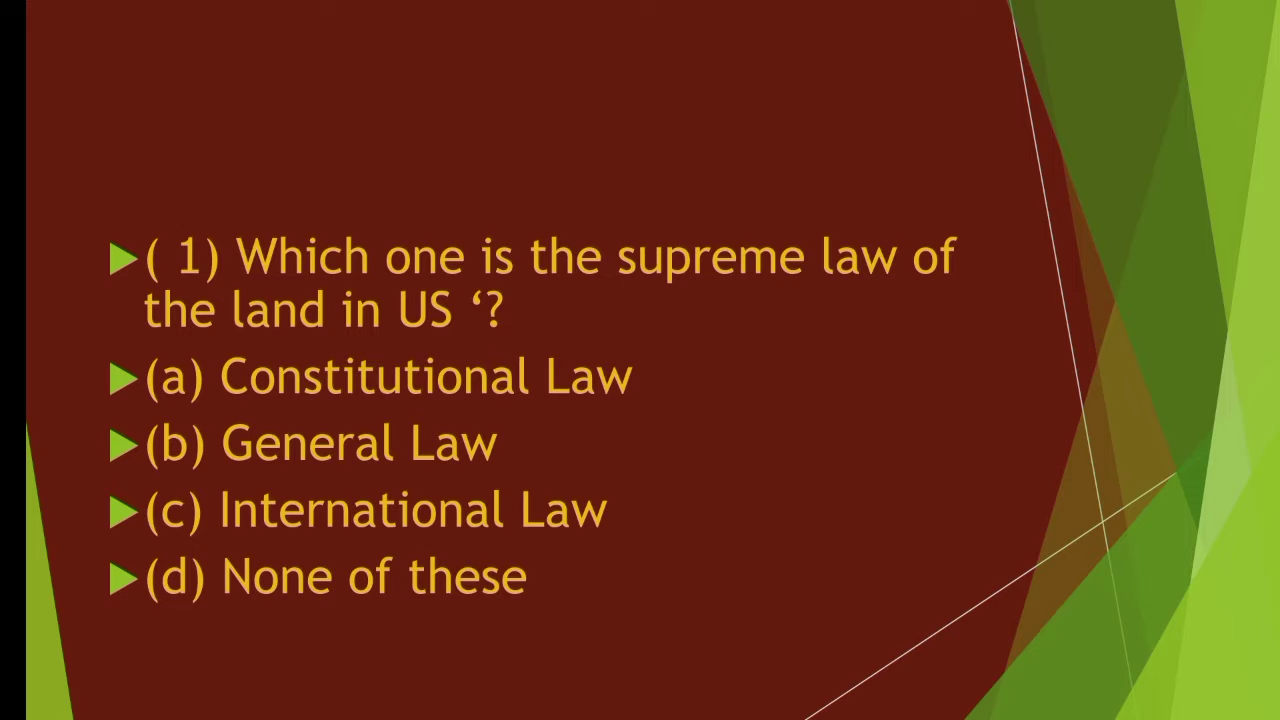 ( 1) Which one is the supreme law of
the land in US ‘?
(a) Constitutional Law
(b) General Law
(c) International Law
(d) None of these